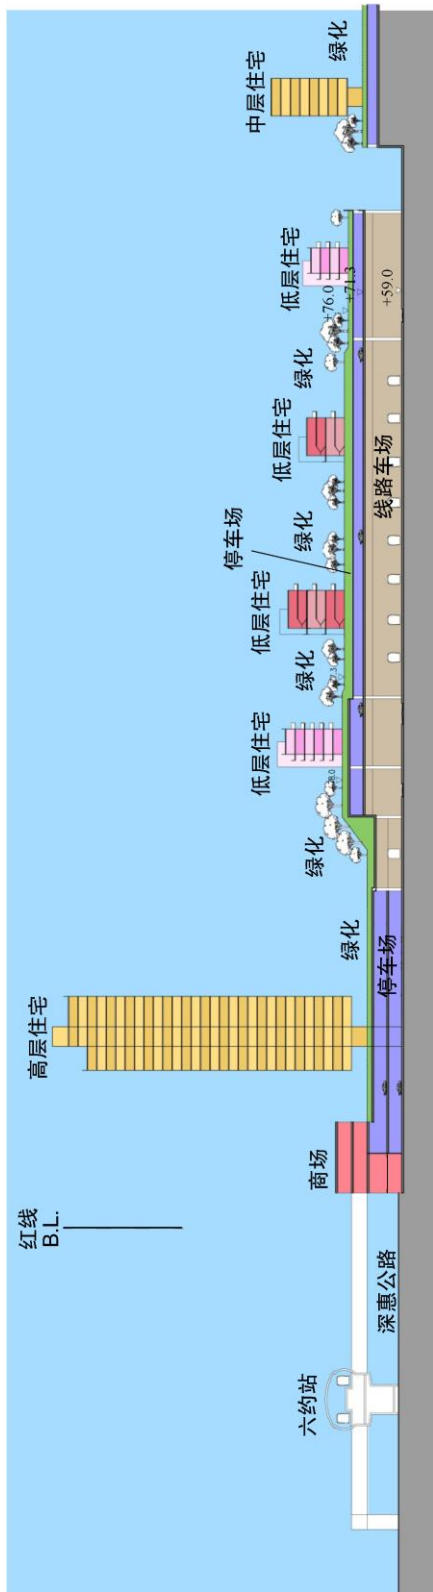 六约站
深惠公路
红线
B.L.
商场
高层住宅
绿化
停车场
绿化
低层住宅
绿化
低层住宅
停车场
绿化
低层住宅
线路车场
绿化
低层住宅
+76.0
+71.3
+59.0
中层住宅
绿化